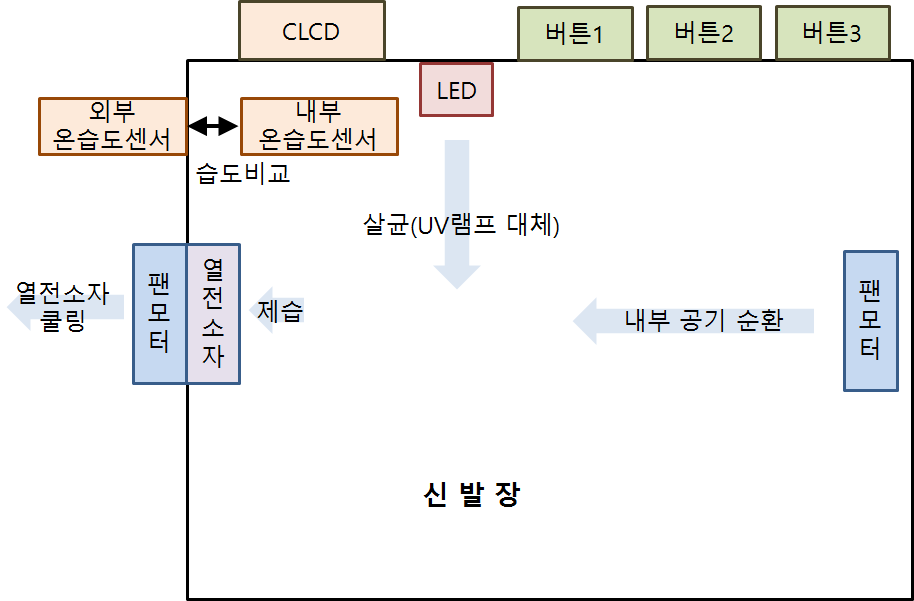 CLCD
버튼1
버튼2
버튼3
LED
외부
온습도센서
내부
온습도센서
습도비교
살균(UV램프 대체)
열전소자
쿨링
팬
모
터
열
전
소
자
제습
내부 공기 순환
팬
모
터
신 발 장